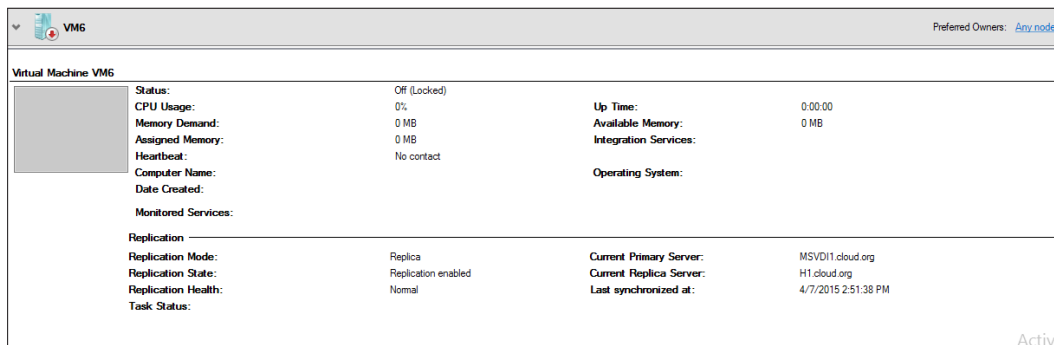 VM6
Preferred Owners: Any node
Virtual Machine VM6
Status: Off (Locked)
CPU Usage: 0% Up Time: 0:00:00
Memory Demand: 0 MB Available Memory: 0 MB
Assigned Memory: 0 MB Integration Services:
Heartbeat: No contact
Computer Name: Operating System:
Date Created:
Monitored Services:
Replication
Replication Mode: Replica Current Primary Server: MSVDI1.cloud.org
Replication State: Replication enabled Current Replica Server: H1.cloud.org
Replication Health: Normal Last synchronized at: 4/7/2015 2:51:38 PM
Task Status:
Activ